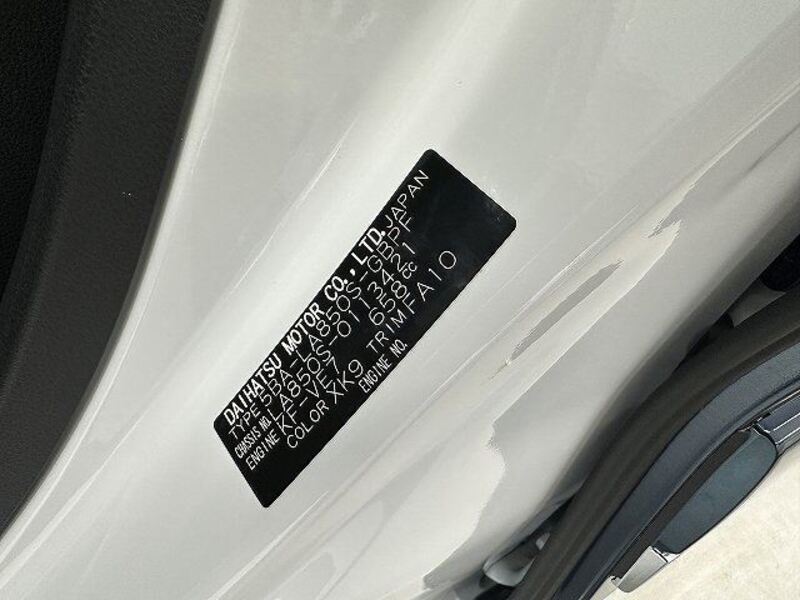 DAIHATSU MOTOR CO., LTD. JAPAN
TYPE 5BA-LA850S-GBPF
CHASSIS NO. LA850S-0113421
ENGINE KF-VE7 658cc
COLOR XK9 TRIM FA10
ENGINE NO.